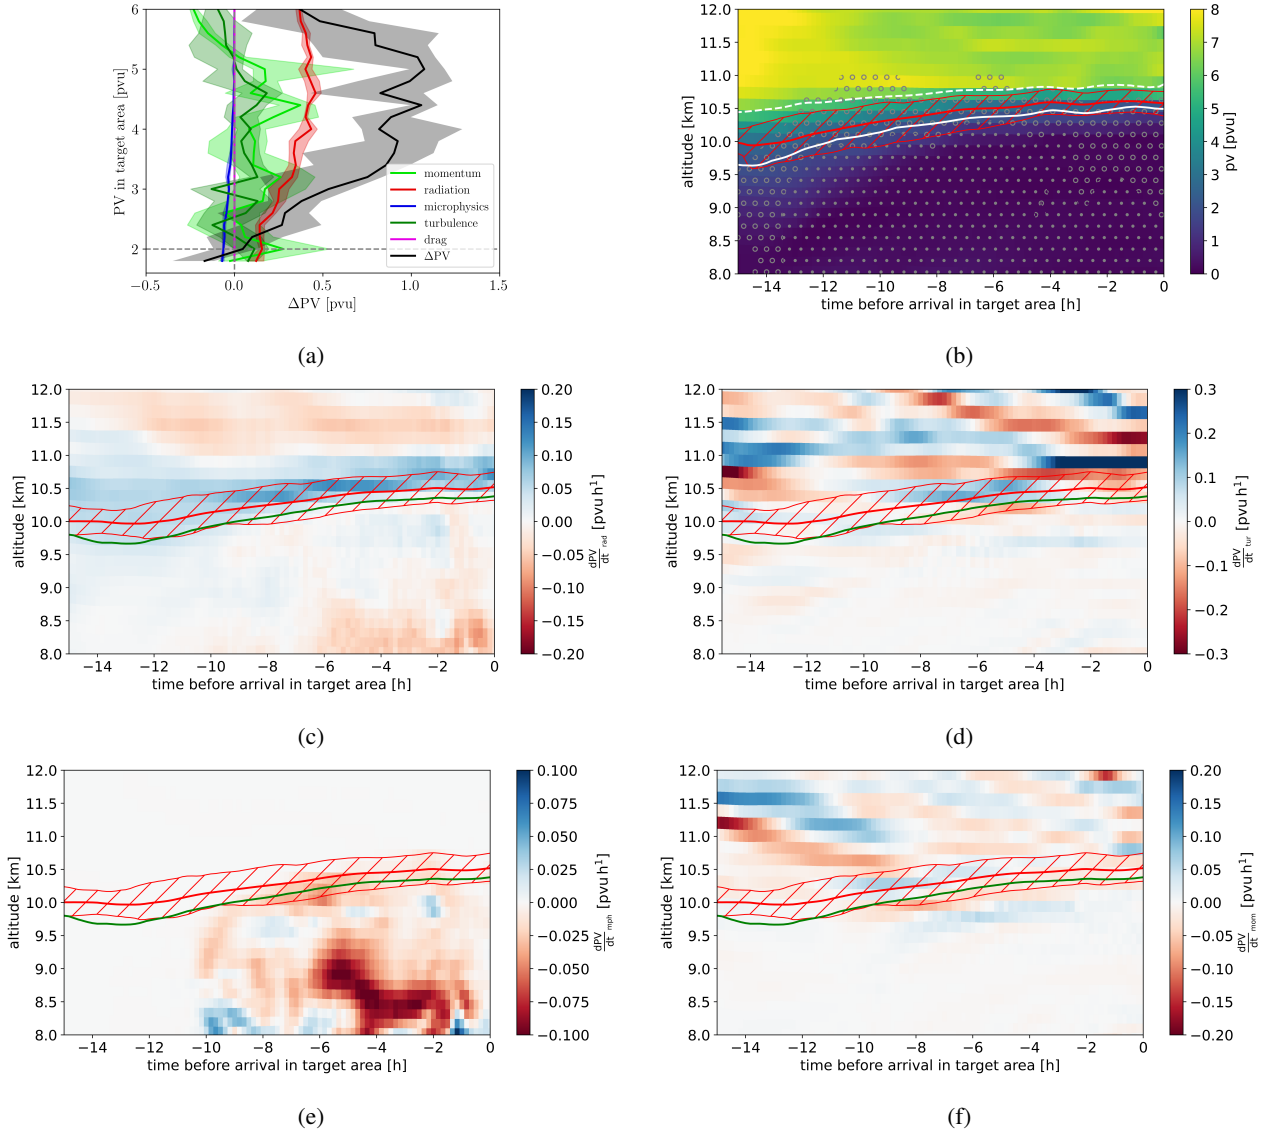 6
5
4
3
2
PV in target area [pvu]
momentum
radiation
microphysics
turbulence
drag
ΔPV
−0.5 0.0 0.5 1.0 1.5
ΔPV [pvu]
(a)
12.0
11.5
11.0
10.5
10.0
9.5
9.0
8.5
8.0
altitude [km]
−14 −12 −10 −8 −6 −4 −2 0
time before arrival in target area [h]
8
7
6
5
4
3
2
1
0
pv [pvu]
(b)
12.0
11.5
11.0
10.5
10.0
9.5
9.0
8.5
8.0
altitude [km]
−14 −12 −10 −8 −6 −4 −2 0
time before arrival in target area [h]
0.20
0.15
0.10
0.05
0.00
−0.05
−0.10
−0.15
−0.20
dPV/dt rad [pvu h¹]
(c)
12.0
11.5
11.0
10.5
10.0
9.5
9.0
8.5
8.0
altitude [km]
−14 −12 −10 −8 −6 −4 −2 0
time before arrival in target area [h]
0.3
0.2
0.1
0.0
−0.1
−0.2
−0.3
dPV/dt tur [pvu h¹]
(d)
12.0
11.5
11.0
10.5
10.0
9.5
9.0
8.5
8.0
altitude [km]
−14 −12 −10 −8 −6 −4 −2 0
time before arrival in target area [h]
0.100
0.075
0.050
0.025
0.000
−0.025
−0.050
−0.075
−0.100
dPV/dt mph [pvu h¹]
(e)
12.0
11.5
11.0
10.5
10.0
9.5
9.0
8.5
8.0
altitude [km]
−14 −12 −10 −8 −6 −4 −2 0
time before arrival in target area [h]
0.20
0.15
0.10
0.05
0.00
−0.05
−0.10
−0.15
−0.20
dPV/dt mom [pvu h¹]
(f)